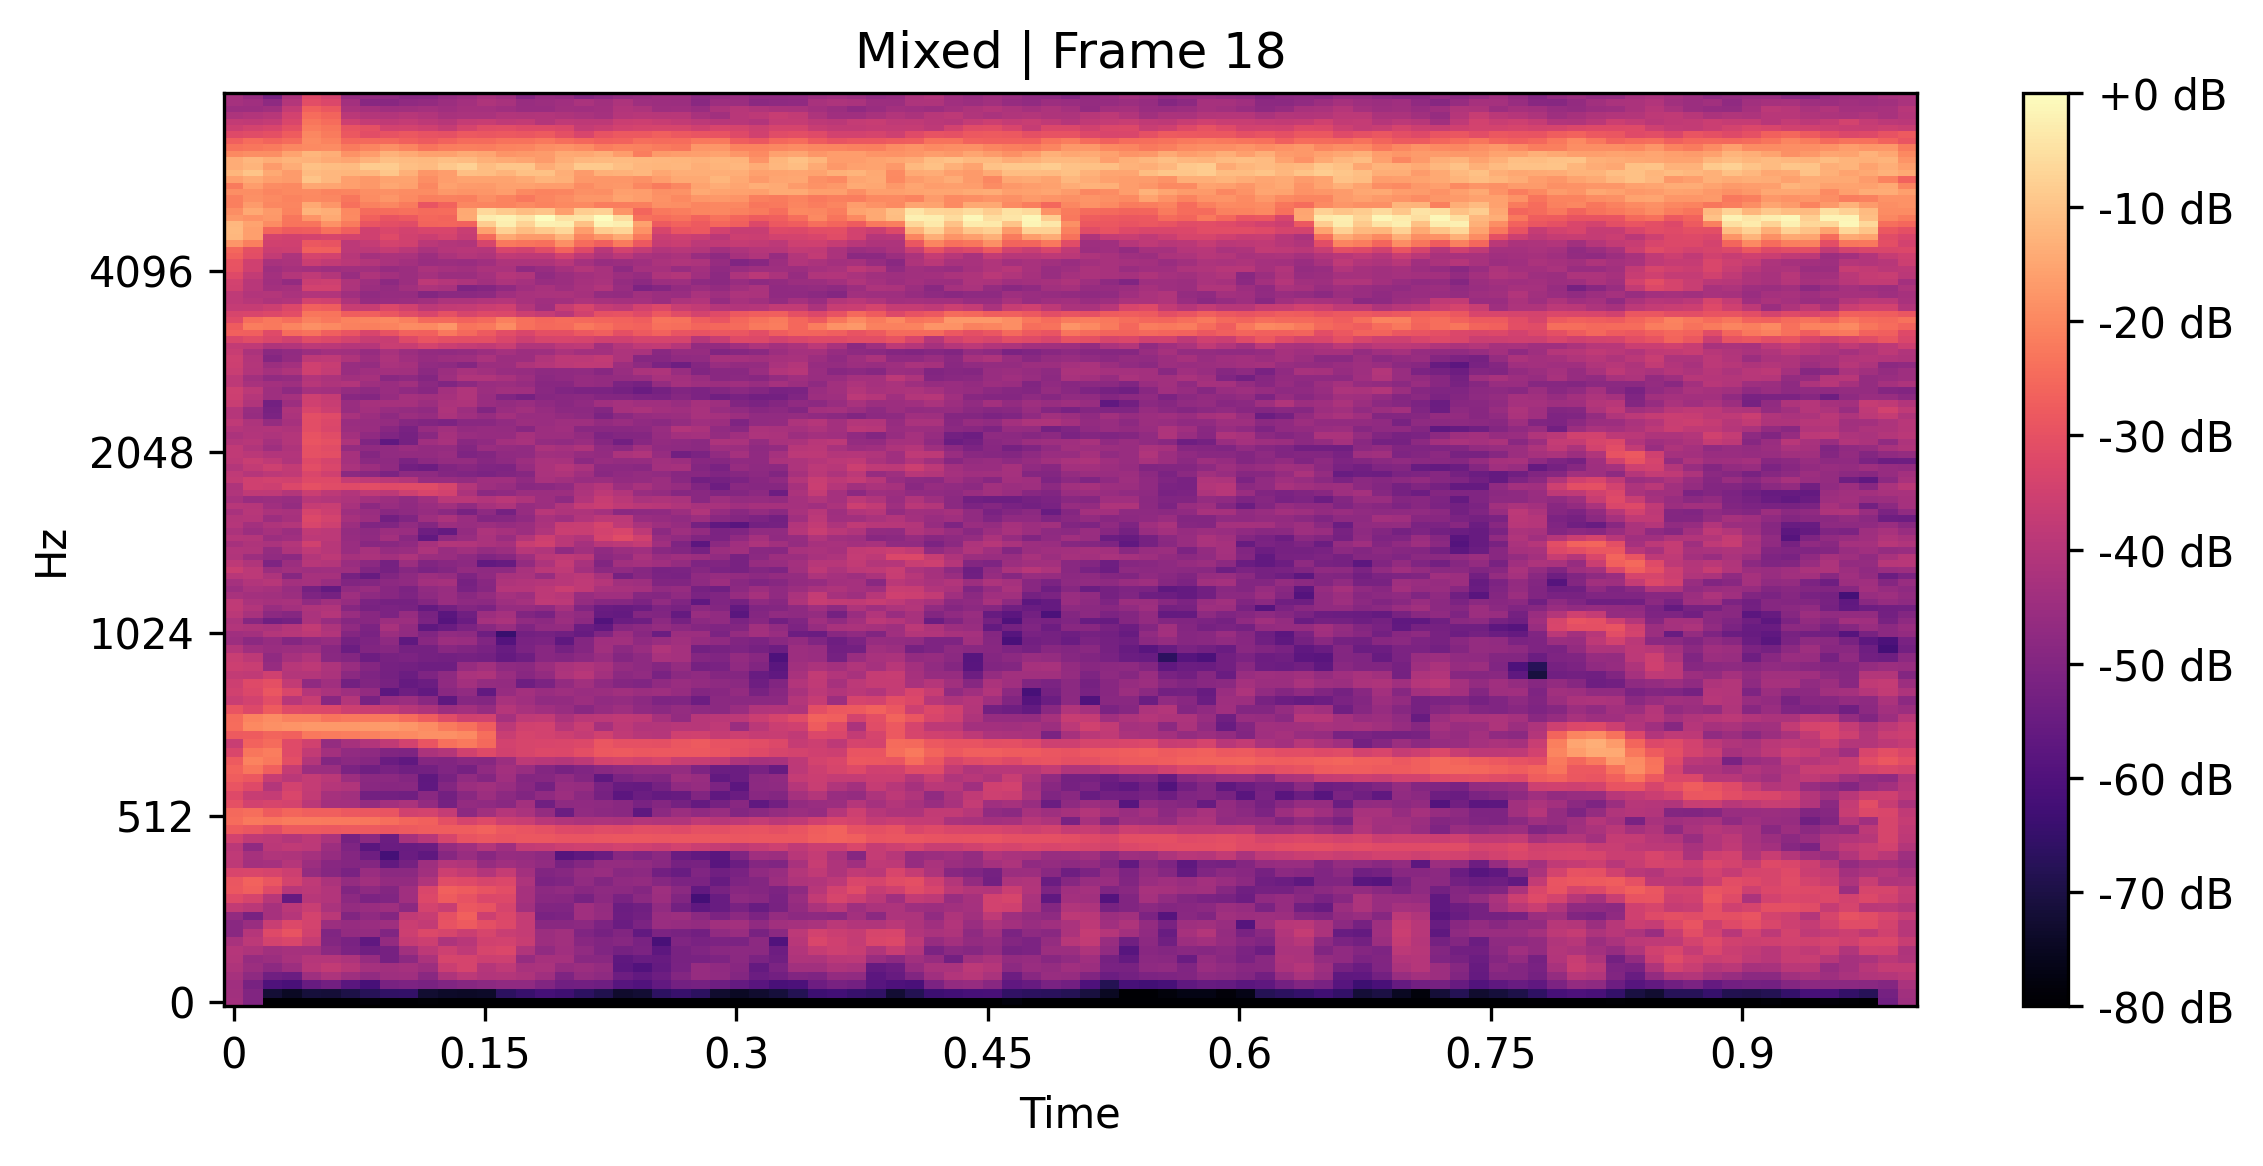 Mixed | Frame 18
Hz
4096
2048
1024
512
0
0 0.15 0.3 0.45 0.6 0.75 0.9
Time
+0 dB
-10 dB
-20 dB
-30 dB
-40 dB
-50 dB
-60 dB
-70 dB
-80 dB